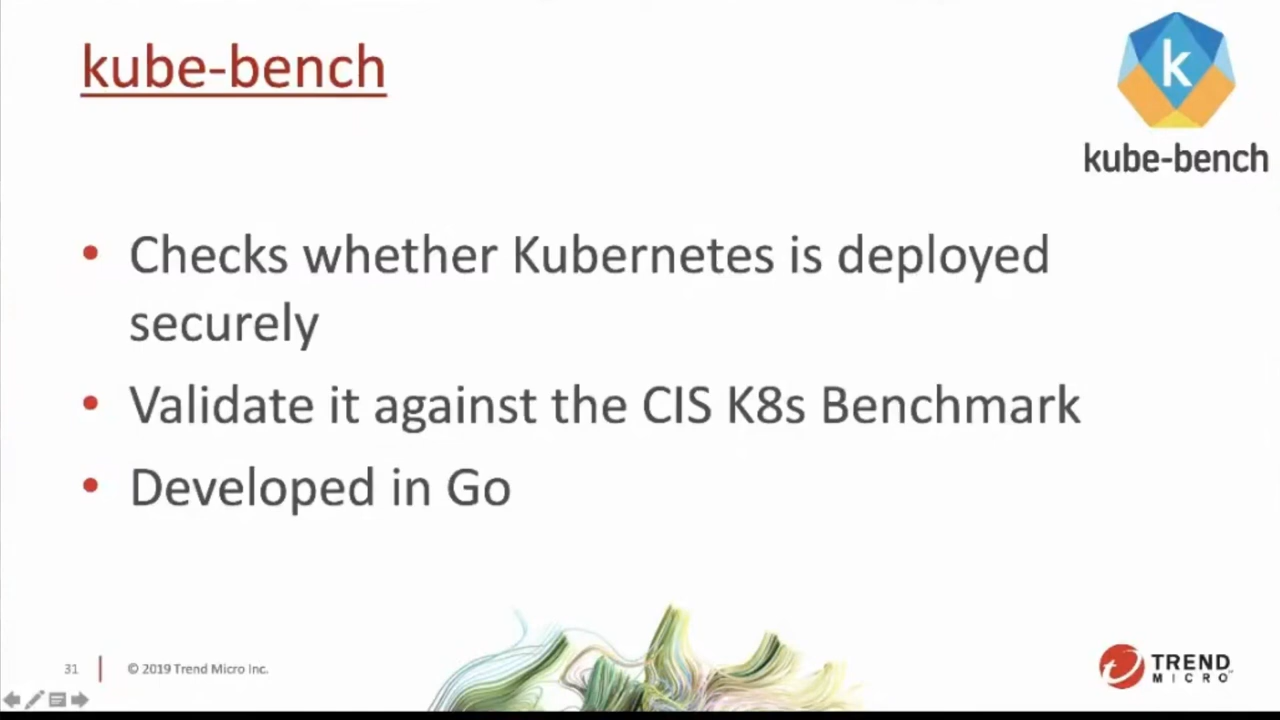 kube-bench
k
kube-bench
• Checks whether Kubernetes is deployed
securely
• Validate it against the CIS K8s Benchmark
• Developed in Go
31
© 2019 Trend Micro Inc.
TREND
MICRO™